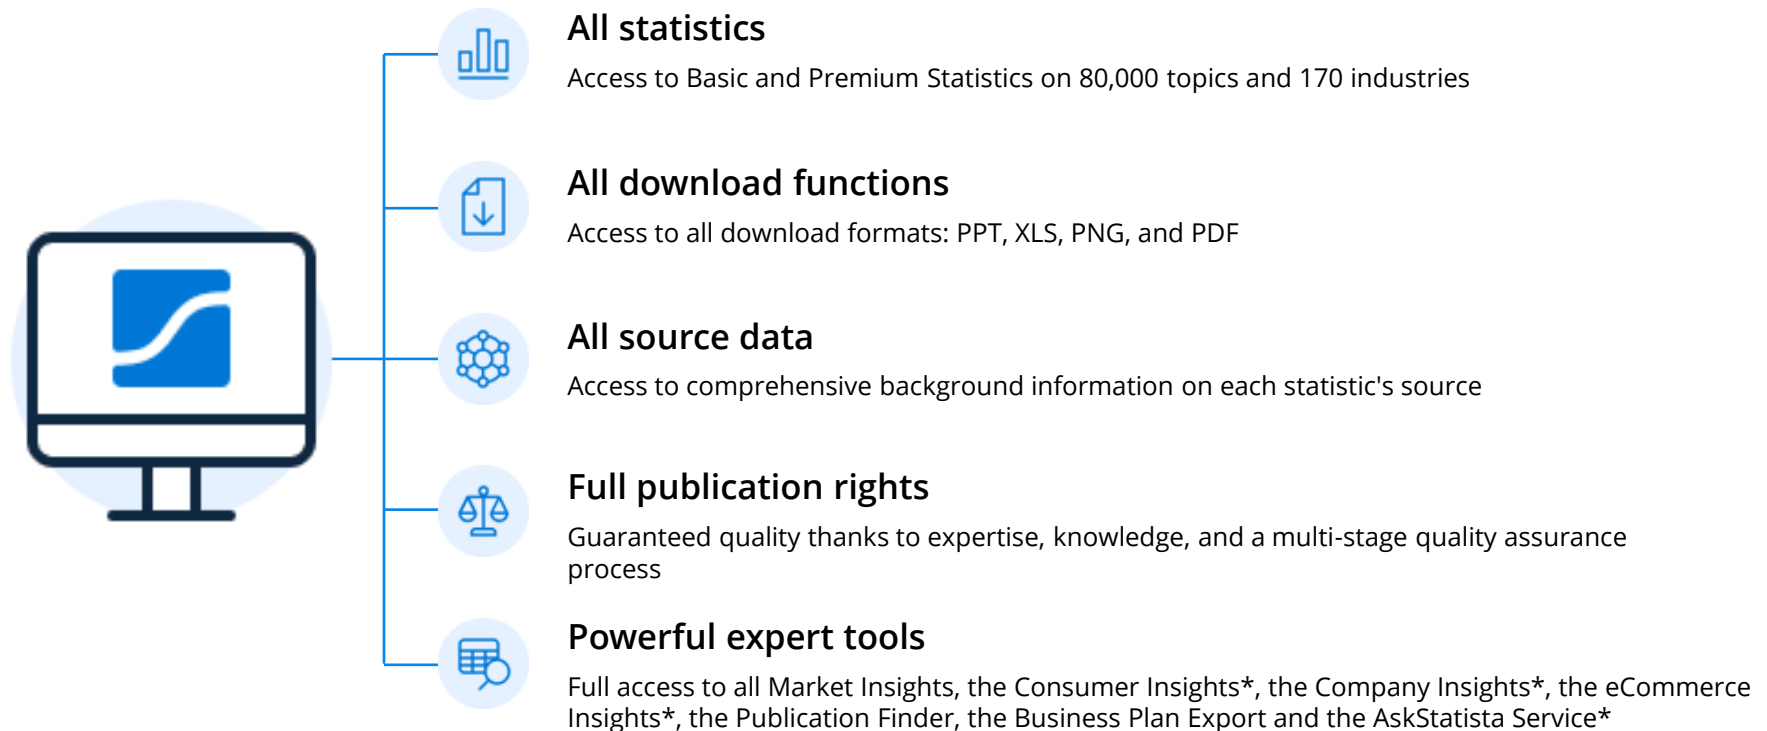 All statistics
Access to Basic and Premium Statistics on 80,000 topics and 170 industries
All download functions
Access to all download formats: PPT, XLS, PNG, and PDF
All source data
Access to comprehensive background information on each statistic's source
Full publication rights
Guaranteed quality thanks to expertise, knowledge, and a multi-stage quality assurance
process
Powerful expert tools
Full access to all Market Insights, the Consumer Insights*, the Company Insights*, the eCommerce
Insights*, the Publication Finder, the Business Plan Export and the AskStatista Service*